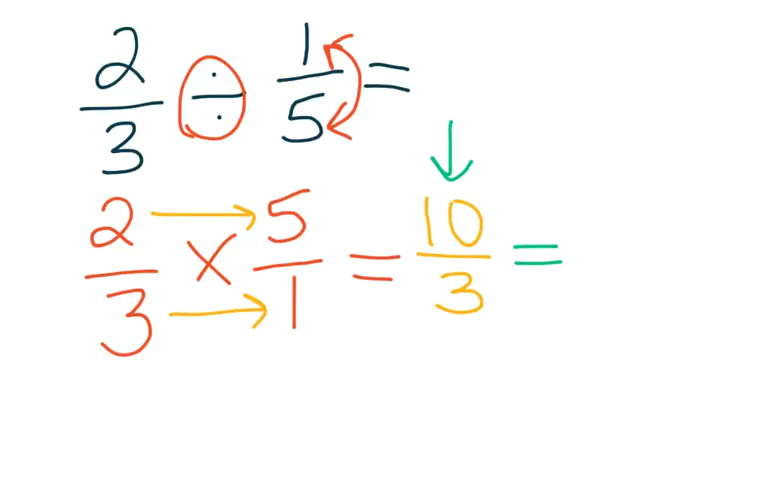 2/3 ÷ 1/5 =
2/3 × 5/1 = 10/3 =